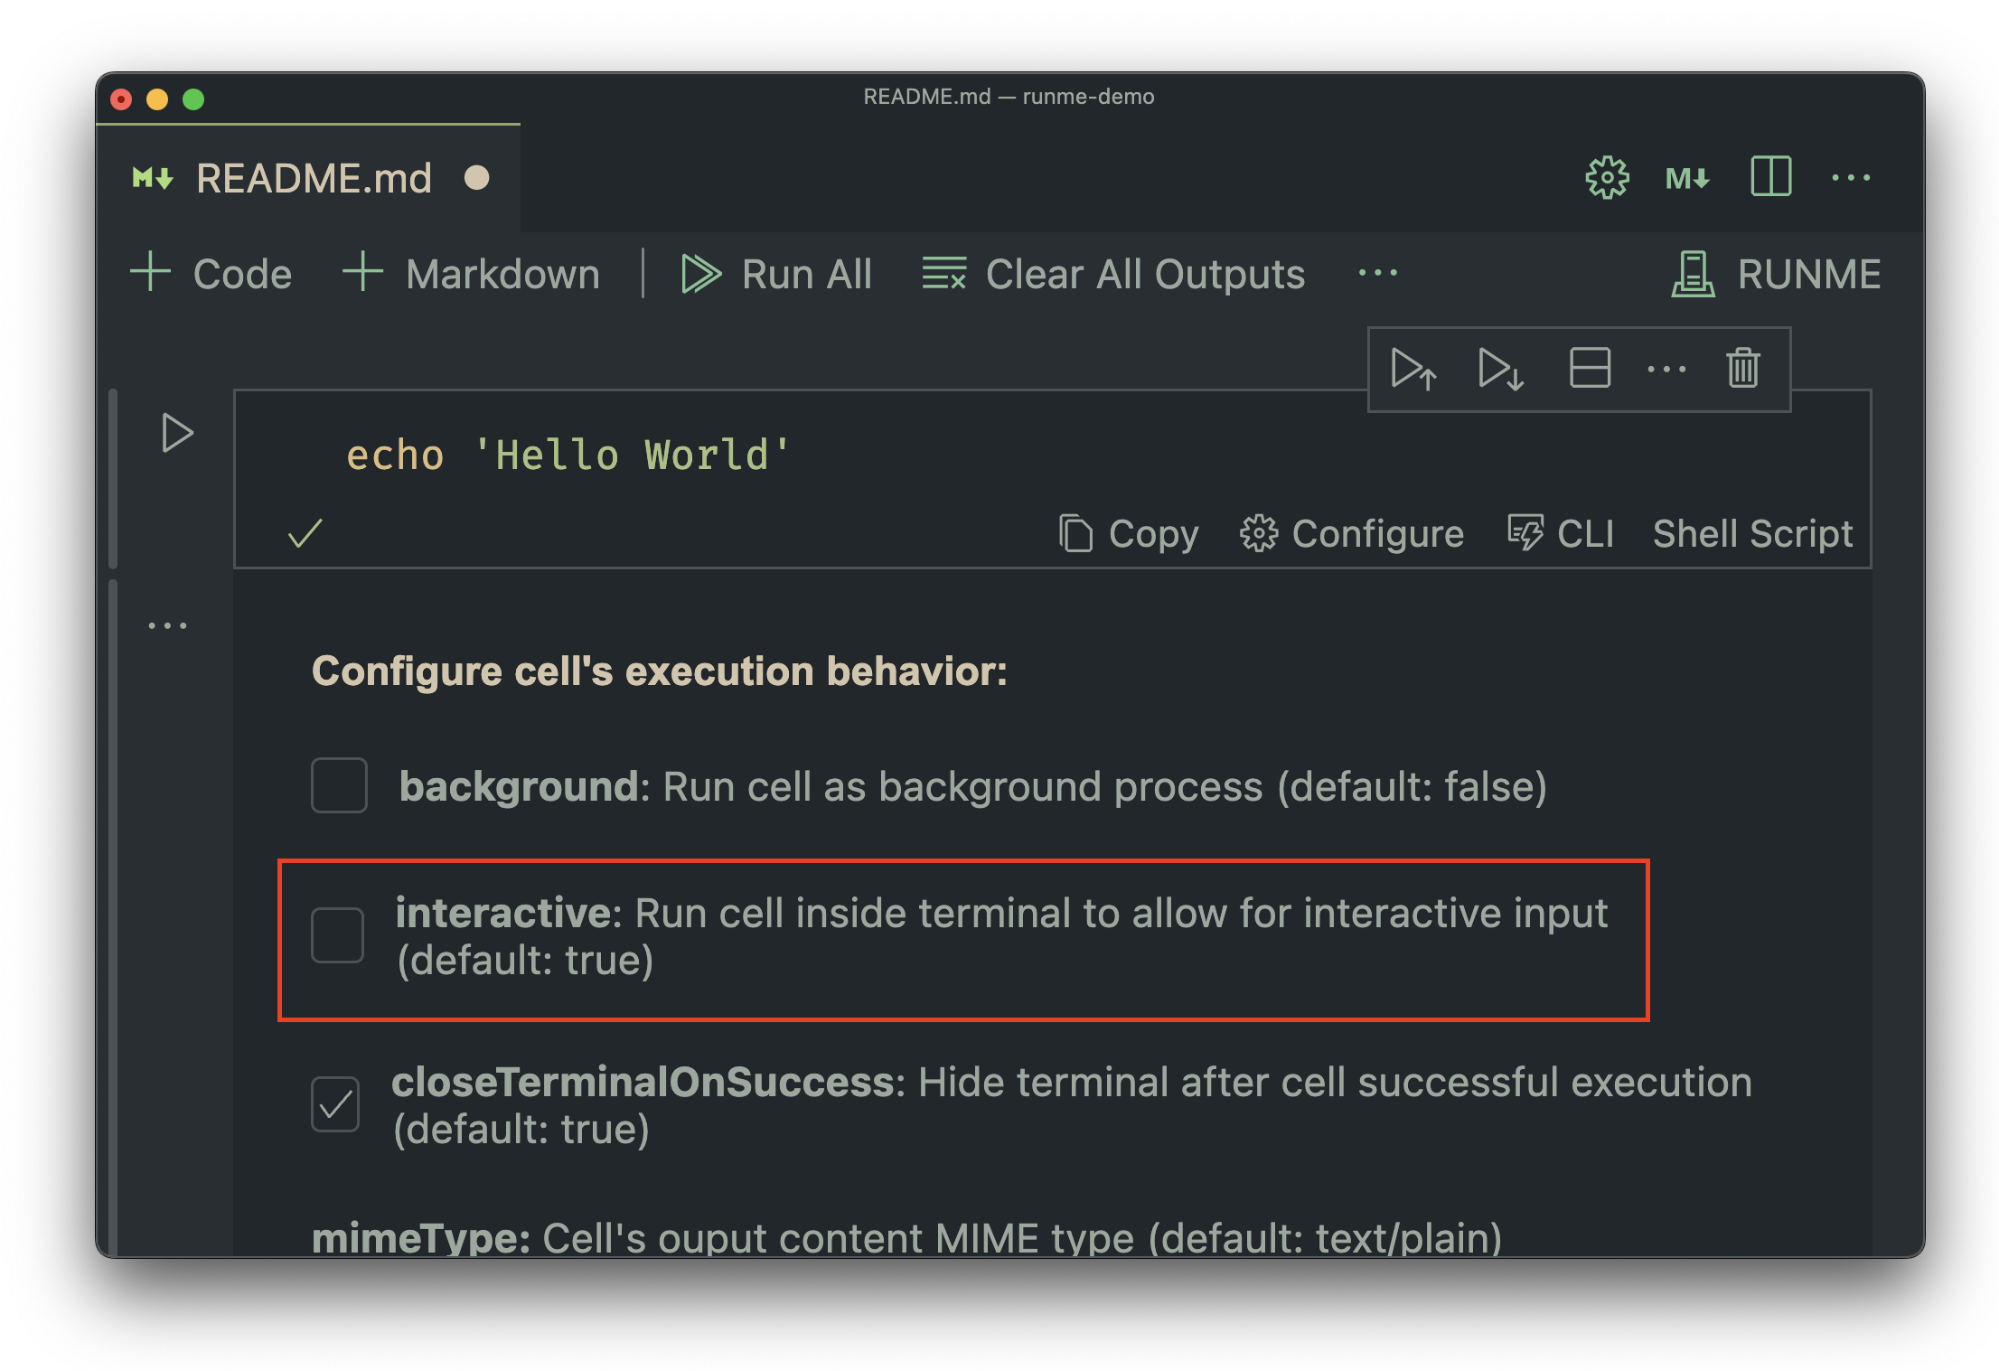 README.md — runme-demo
M↓ README.md
M↓
Code Markdown Run All Clear All Outputs ··· RUNME
echo 'Hello World'
Copy Configure CLI Shell Script
Configure cell's execution behavior:
background: Run cell as background process (default: false)
interactive: Run cell inside terminal to allow for interactive input
(default: true)
closeTerminalOnSuccess: Hide terminal after cell successful execution
(default: true)
mimeType: Cell's ouput content MIME type (default: text/plain)